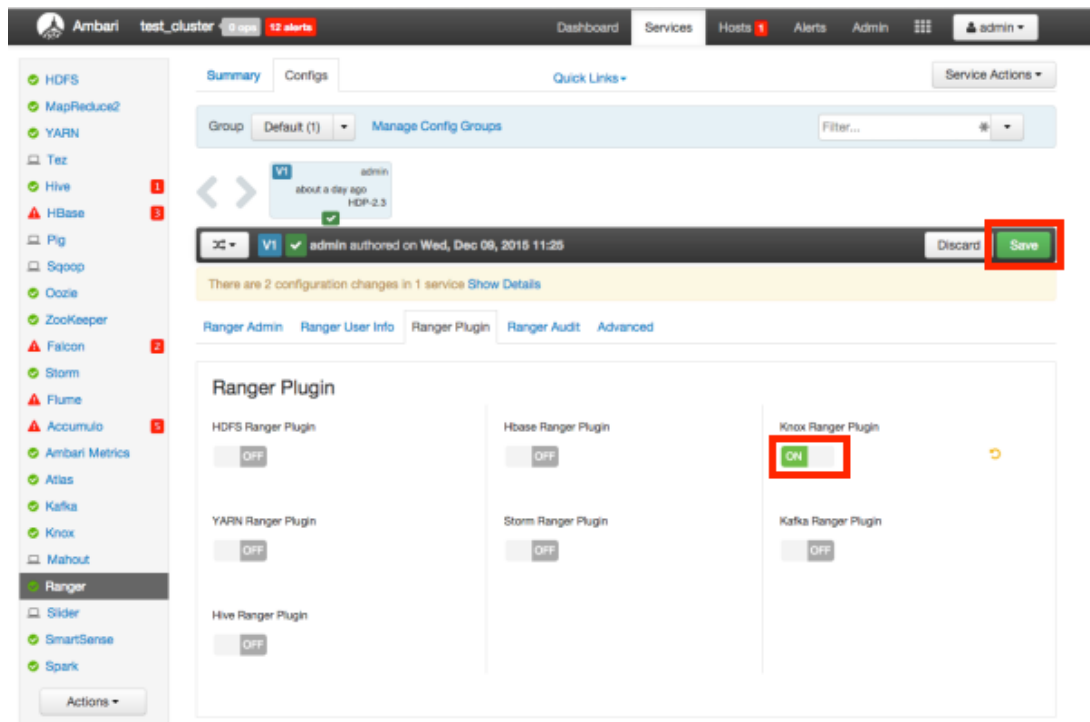 Ambari test_cluster 0 ops 12 alerts Dashboard Services Hosts 1 Alerts Admin admin
HDFS
MapReduce2
YARN
Tez
Hive 1
HBase 3
Pig
Sqoop
Oozie
ZooKeeper
Falcon 2
Storm
Flume
Accumulo 5
Ambari Metrics
Atlas
Kafka
Knox
Mahout
Ranger
Slider
SmartSense
Spark
Actions
Summary Configs Quick Links Service Actions
Group Default (1) Manage Config Groups Filter...
V1 admin
about a day ago
HDP-2.3
V1 admin authored on Wed, Dec 09, 2015 11:25 Discard Save
There are 2 configuration changes in 1 service Show Details
Ranger Admin Ranger User Info Ranger Plugin Ranger Audit Advanced
Ranger Plugin
HDFS Ranger Plugin Hbase Ranger Plugin Knox Ranger Plugin
OFF OFF ON
YARN Ranger Plugin Storm Ranger Plugin Kafka Ranger Plugin
OFF OFF OFF
Hive Ranger Plugin
OFF